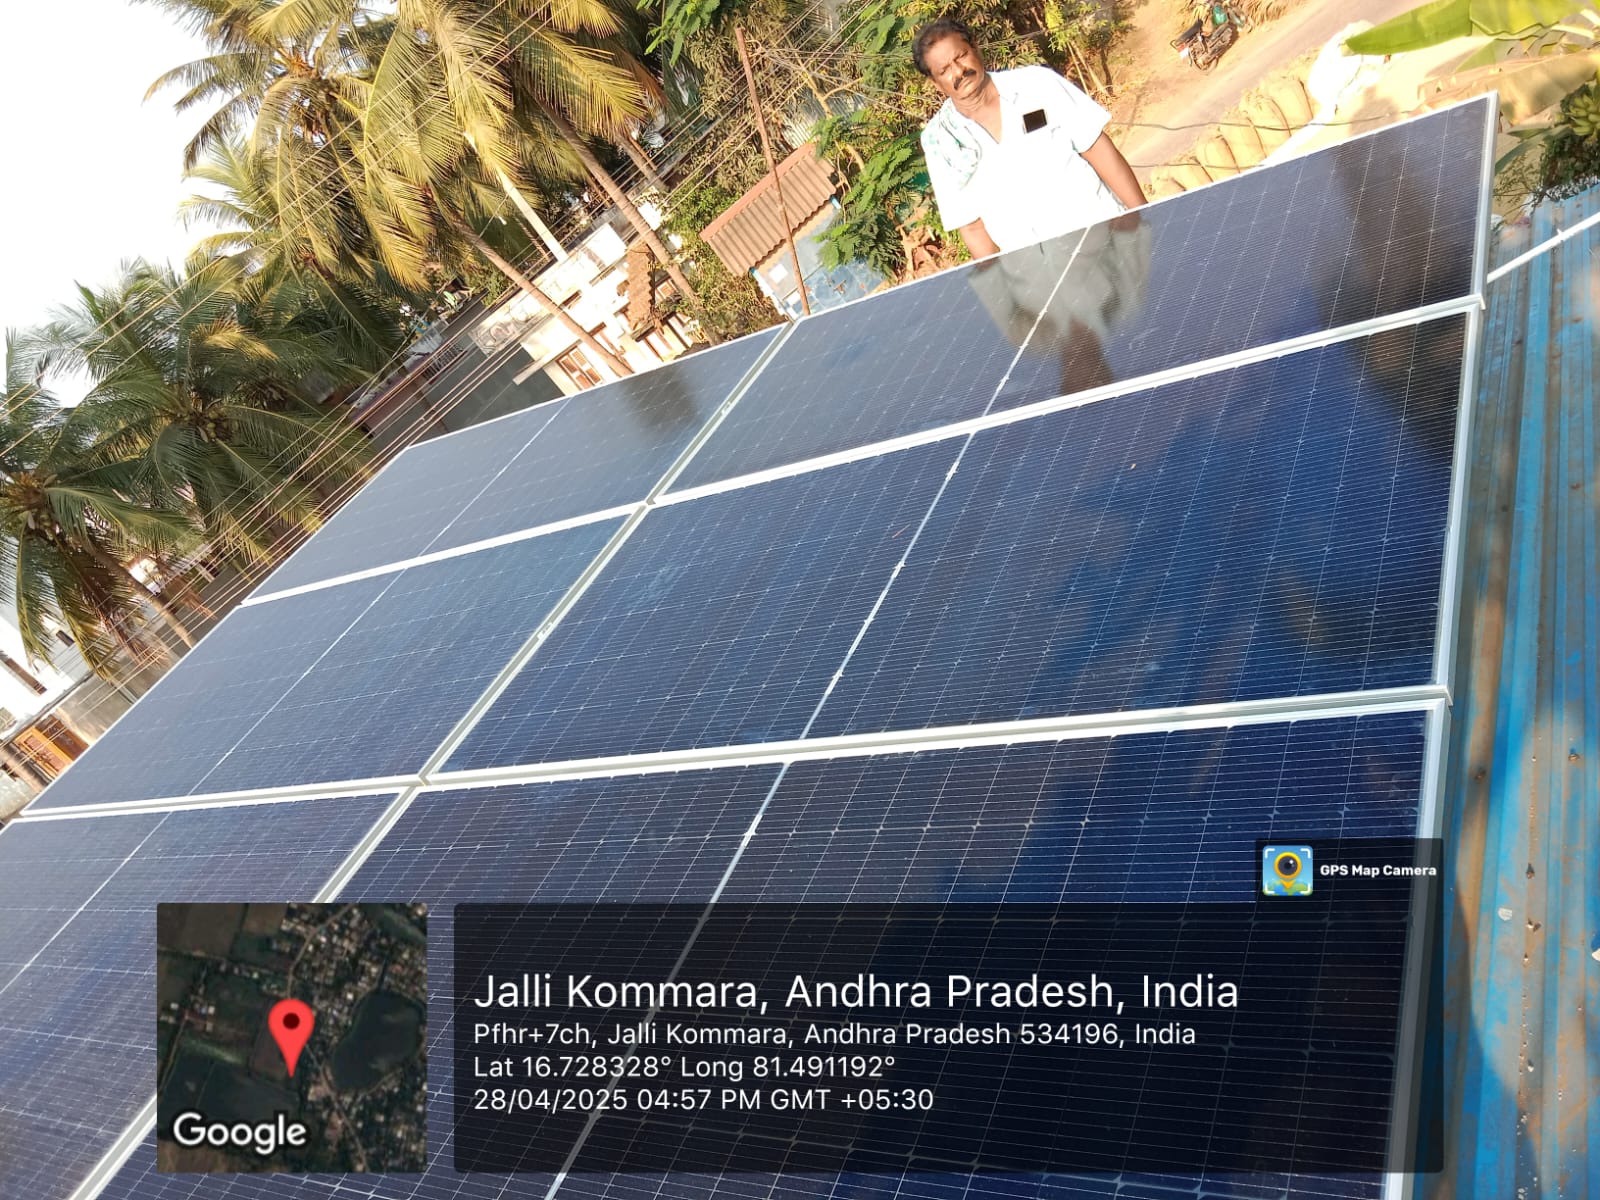 GPS Map Camera
Jalli Kommara, Andhra Pradesh, India
Pfhr+7ch, Jalli Kommara, Andhra Pradesh 534196, India
Lat 16.728328° Long 81.491192°
28/04/2025 04:57 PM GMT +05:30
Google